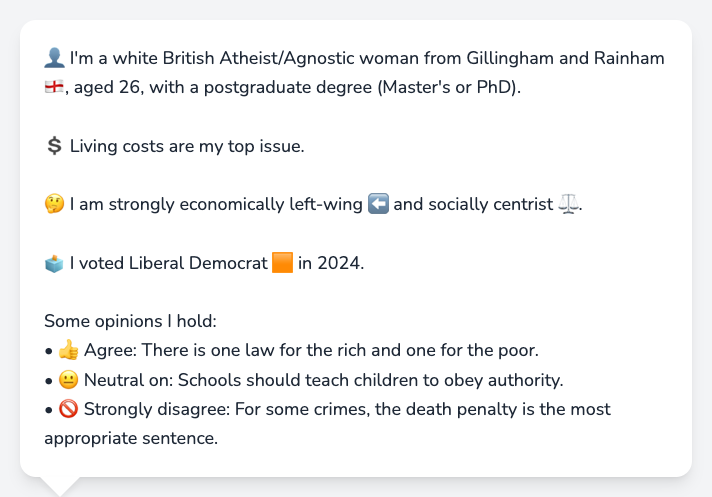 👤 I'm a white British Atheist/Agnostic woman from Gillingham and Rainham
🏴󠁧󠁢󠁥󠁮󠁧󠁿, aged 26, with a postgraduate degree (Master's or PhD).
💲 Living costs are my top issue.
🤔 I am strongly economically left-wing ⬅️ and socially centrist ⚖️.
🗳️ I voted Liberal Democrat 🟧 in 2024.
Some opinions I hold:
• 👍 Agree: There is one law for the rich and one for the poor.
• 😐 Neutral on: Schools should teach children to obey authority.
• 🚫 Strongly disagree: For some crimes, the death penalty is the most
appropriate sentence.